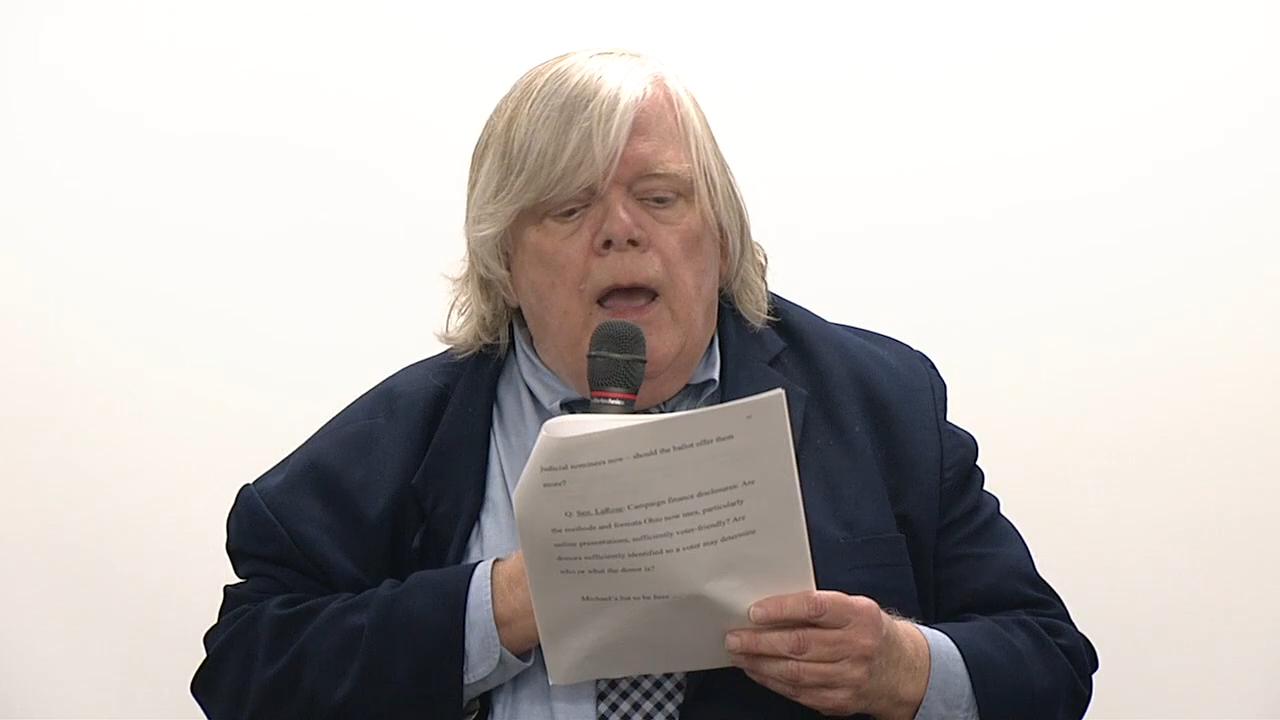 Judicial nominees now – should the ballot offer them
more?
Q: Sen. LaRose: Campaign finance disclosures: Are
the methods and formats Ohio now uses, particularly
online presentations, sufficiently voter-friendly? Are
donors sufficiently identified so a voter may determine
who or what the donor is?
Michael's list to be here